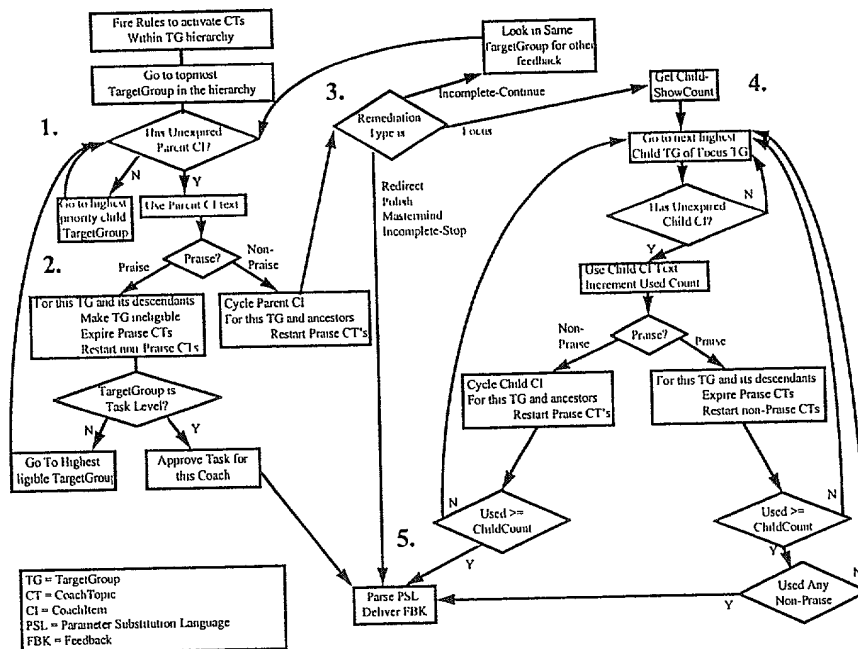 Fire Rules to activate CTs
Within TG hierarchy
Go to topmost
TargetGroup in the hierarchy
1.
Has Unexpired
Parent CI?
N
Y
Go to highest
priority child
TargetGroup
Use Parent CI text
2.
Praise?
Praise
Non-
Praise
For this TG and its descendants
Make TG ineligible
Expire Praise CTs
Restart non-Praise CTs
Cycle Parent CI
For this TG and ancestors
Restart Praise CT's
TargetGroup is
Task Level?
N
Y
Go To Highest
ligible TargetGroup
Approve Task for
this Coach
3.
Look in Same
TargetGroup for other
feedback
Remediation
Type is
Incomplete-Continue
Focus
Redirect
Polish
Mastermind
Incomplete-Stop
4.
Get Child-
ShowCount
Go to next highest
Child TG of Focus TG
Has Unexpired
Child CI?
N
Y
Use Child CI Text
Increment Used Count
Praise?
Non-
Praise
Praise
Cycle Child CI
For this TG and ancestors
Restart Praise CT's
For this TG and its descendants
Expire Praise CTs
Restart non-Praise CTs
Used >=
ChildCount
N
Y
Used >=
ChildCount
N
Y
Used Any
Non-Praise
N
Y
5.
Parse PSL
Deliver FBK
TG = TargetGroup
CT = CoachTopic
CI = CoachItem
PSL = Parameter Substitution Language
FBK = Feedback